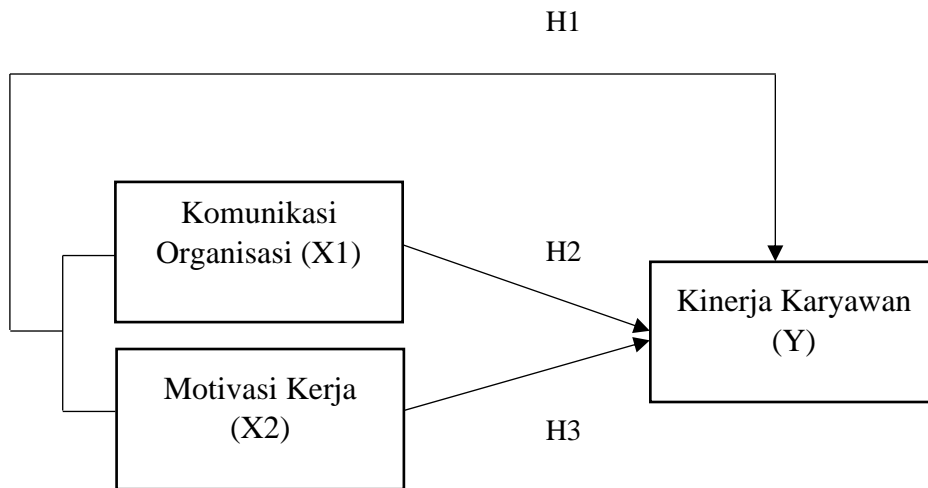 H1
Komunikasi
Organisasi (X1)
H2
Kinerja Karyawan
(Y)
Motivasi Kerja
(X2)
H3